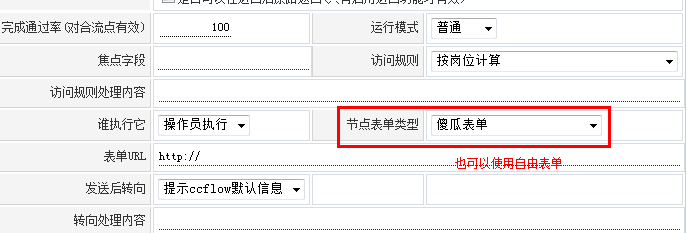 完成通过率(对合流点有效) 100 运行模式 普通
焦点字段 访问规则 按岗位计算
访问规则处理内容
谁执行它 操作员执行 节点表单类型 傻瓜表单
表单URL http://
也可以使用自由表单
发送后转向 提示ccflow默认信息
转向处理内容